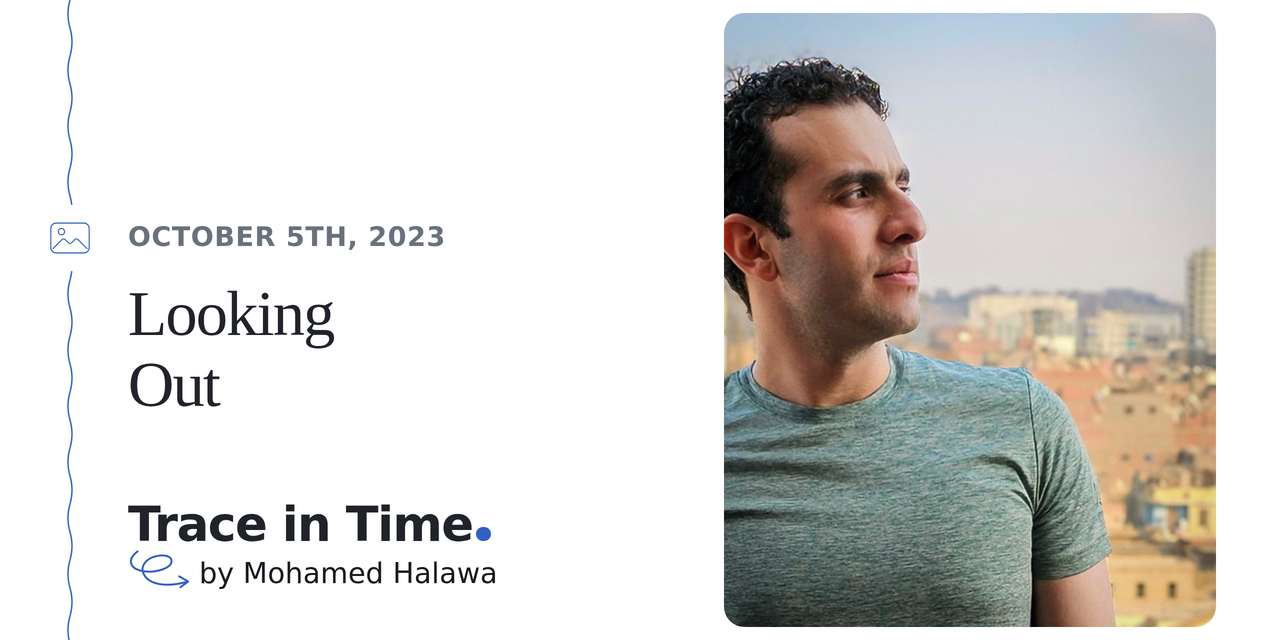 OCTOBER 5TH, 2023
Looking
Out
Trace in Time.
by Mohamed Halawa